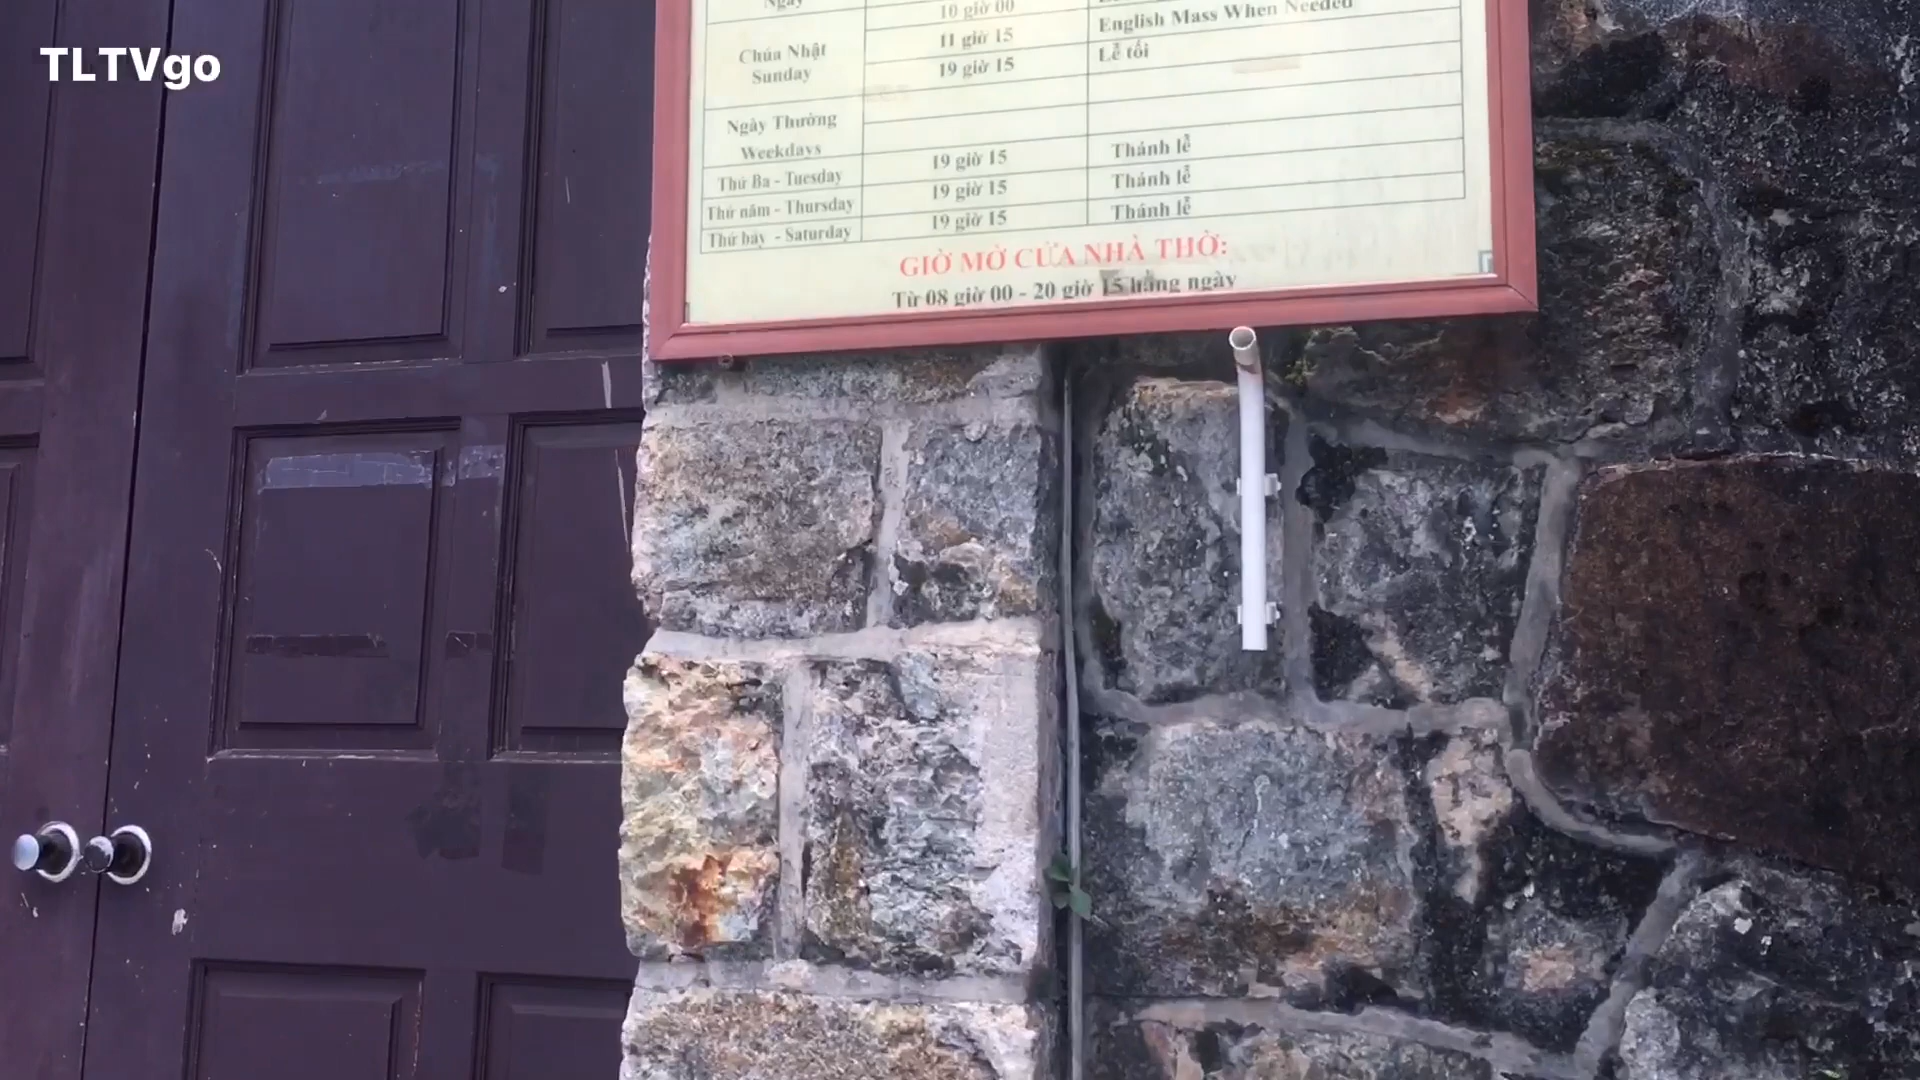 TLTVgo
Ngày
10 giờ 00
English Mass When Needed
Chúa Nhật
Sunday
11 giờ 15
Lễ tối
19 giờ 15
Ngày Thường
Weekdays
19 giờ 15
Thánh lễ
Thứ Ba - Tuesday
19 giờ 15
Thánh lễ
Thứ năm - Thursday
19 giờ 15
Thánh lễ
Thứ bảy - Saturday
GIỜ MỞ CỬA NHÀ THỜ:
Từ 08 giờ 00 - 20 giờ 15 hằng ngày